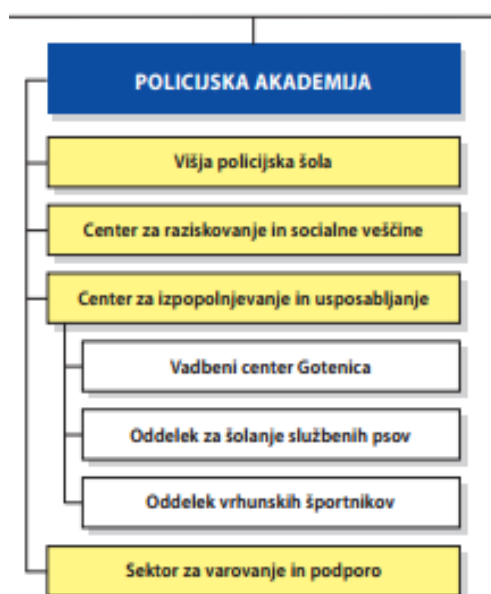 POLICIJSKA AKADEMIJA
Višja policijska šola
Center za raziskovanje in socialne veščine
Center za izpopolnjevanje in usposabljanje
Vadbeni center Gotenica
Oddelek za šolanje službenih psov
Oddelek vrhunskih športnikov
Sektor za varovanje in podporo